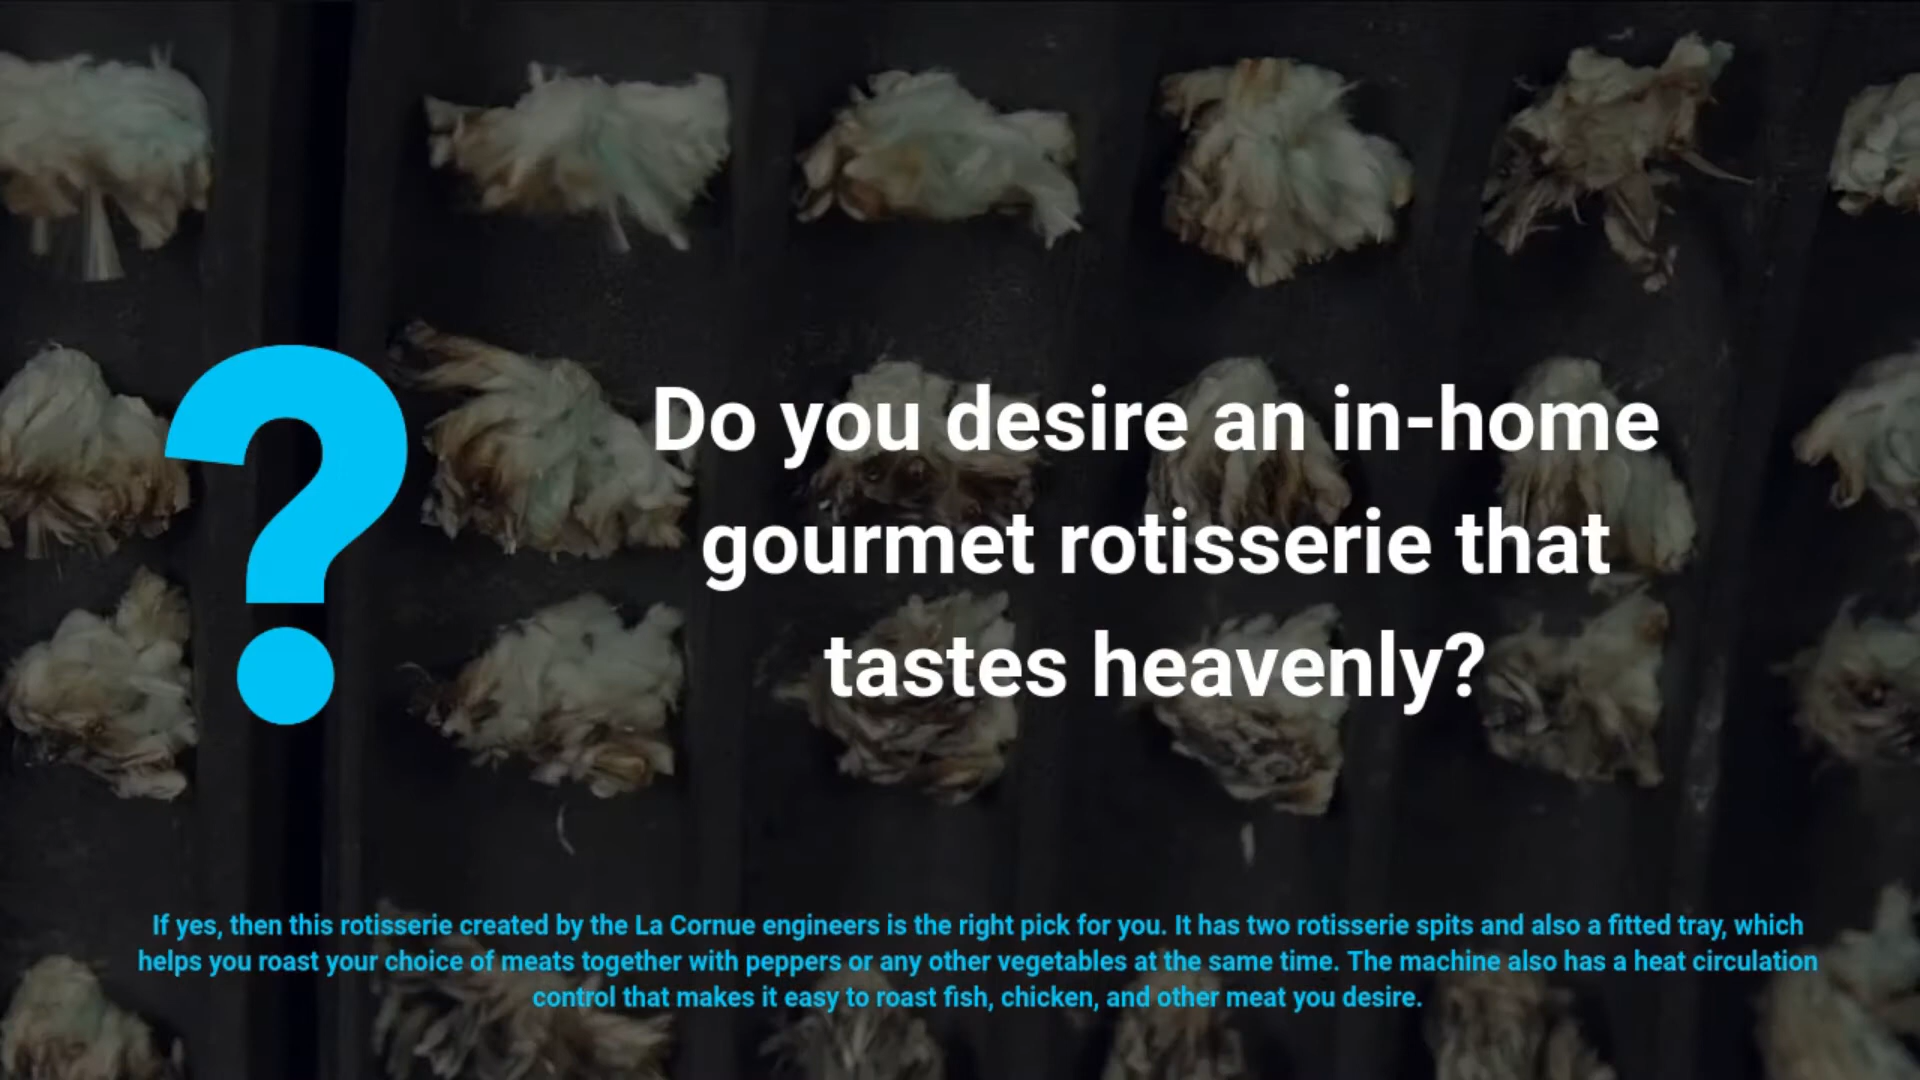 ?
Do you desire an in-home
gourmet rotisserie that
tastes heavenly?
If yes, then this rotisserie created by the La Cornue engineers is the right pick for you. It has two rotisserie spits and also a fitted tray, which
helps you roast your choice of meats together with peppers or any other vegetables at the same time. The machine also has a heat circulation
control that makes it easy to roast fish, chicken, and other meat you desire.